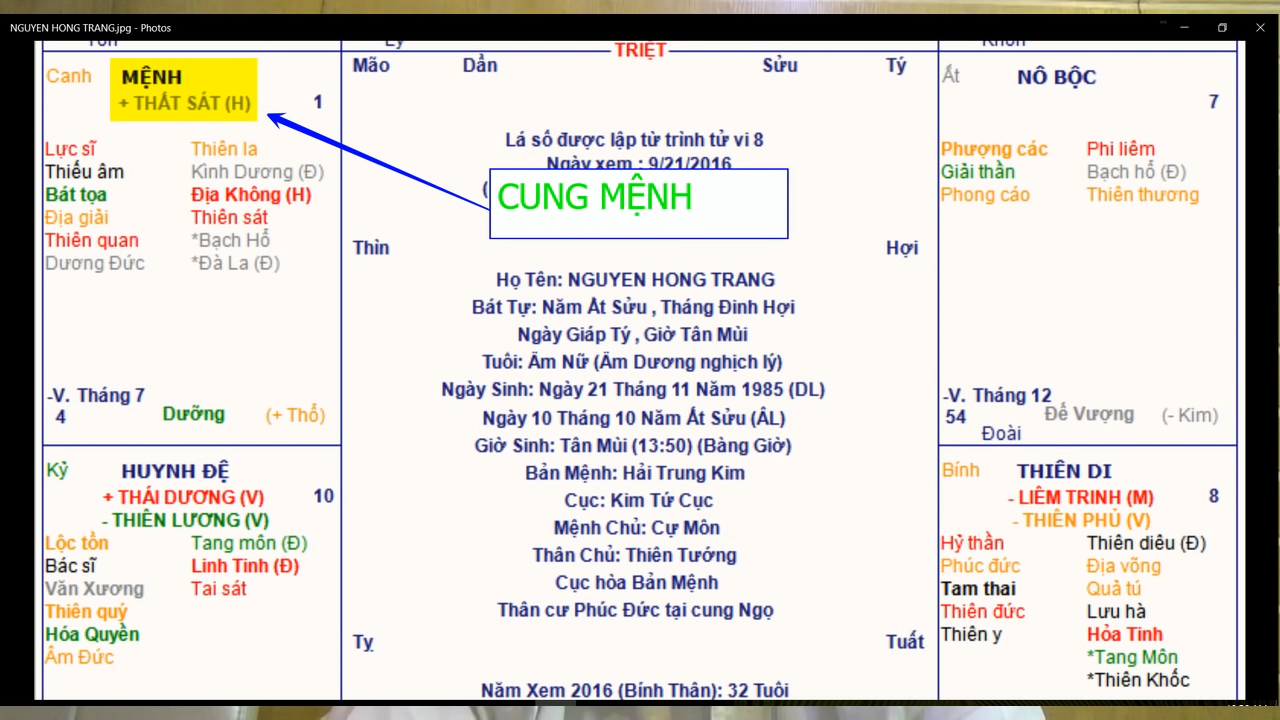 NGUYEN HONG TRANG.jpg - Photos
TRIỆT
Mão Dần Sửu Tý
Canh MỆNH
+ THẤT SÁT (H) 1
Lực sĩ Thiên la
Thiếu âm Kình Dương (Đ)
Bát tọa Địa Không (H)
Địa giải Thiên sát
Thiên quan *Bạch Hổ
Dương Đức *Đà La (Đ)
-V. Tháng 7
4 Dưỡng (+ Thổ)
Kỷ HUYNH ĐỆ
+ THÁI DƯƠNG (V) 10
- THIÊN LƯƠNG (V)
Lộc tồn Tang môn (Đ)
Bác sĩ Linh Tinh (Đ)
Văn Xương Tai sát
Thiên quý
Hóa Quyền
Âm Đức
Lá số được lập từ trình tử vi 8
Ngày xem : 9/21/2016
CUNG MỆNH
Thìn Hợi
Họ Tên: NGUYEN HONG TRANG
Bát Tự: Năm Ất Sửu , Tháng Đinh Hợi
Ngày Giáp Tý , Giờ Tân Mùi
Tuổi: Âm Nữ (Âm Dương nghịch lý)
Ngày Sinh: Ngày 21 Tháng 11 Năm 1985 (DL)
Ngày 10 Tháng 10 Năm Ất Sửu (ÂL)
Giờ Sinh: Tân Mùi (13:50) (Bàng Giờ)
Bản Mệnh: Hải Trung Kim
Cục: Kim Tứ Cục
Mệnh Chủ: Cự Môn
Thân Chủ: Thiên Tướng
Cục hòa Bản Mệnh
Thân cư Phúc Đức tại cung Ngọ
Tỵ Tuất
Năm Xem 2016 (Bính Thân): 32 Tuổi
Ất NÔ BỘC
7
Phượng các Phi liêm
Giải thần Bạch hổ (Đ)
Phong cáo Thiên thương
-V. Tháng 12
54 Đế Vượng (- Kim)
Đoài
Bính THIÊN DI
- LIÊM TRINH (M) 8
- THIÊN PHỦ (V)
Hỷ thần Thiên diêu (Đ)
Phúc đức Địa võng
Tam thai Quả tú
Thiên đức Lưu hà
Thiên y Hỏa Tinh
*Tang Môn
*Thiên Khốc